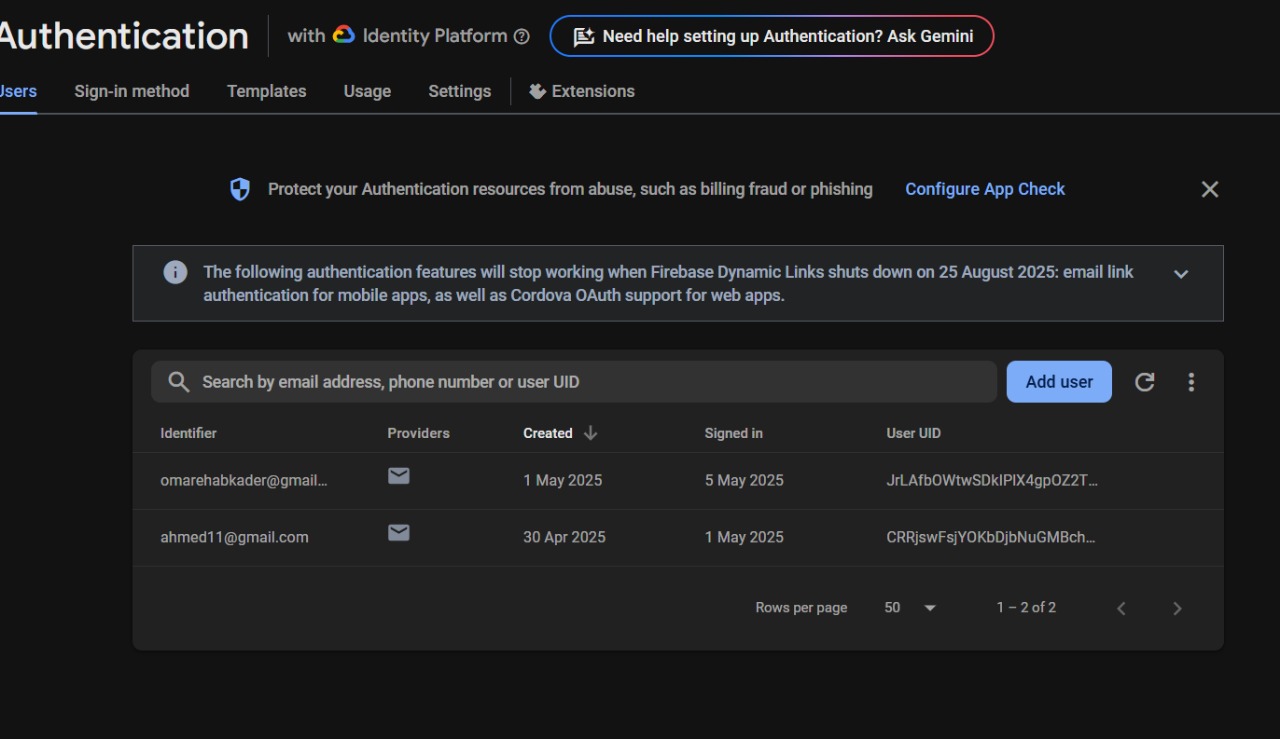 Authentication
with Identity Platform
Need help setting up Authentication? Ask Gemini
Users Sign-in method Templates Usage Settings Extensions
Protect your Authentication resources from abuse, such as billing fraud or phishing Configure App Check
The following authentication features will stop working when Firebase Dynamic Links shuts down on 25 August 2025: email link
authentication for mobile apps, as well as Cordova OAuth support for web apps.
Search by email address, phone number or user UID Add user
Identifier Providers Created Signed in User UID
omarehabkader@gmail... 1 May 2025 5 May 2025 JrLAfbOWtwSDkIPlX4gpOZ2T...
ahmed11@gmail.com 30 Apr 2025 1 May 2025 CRRjswFsjYOKbDjbNuGMBch...
Rows per page 50 1 – 2 of 2